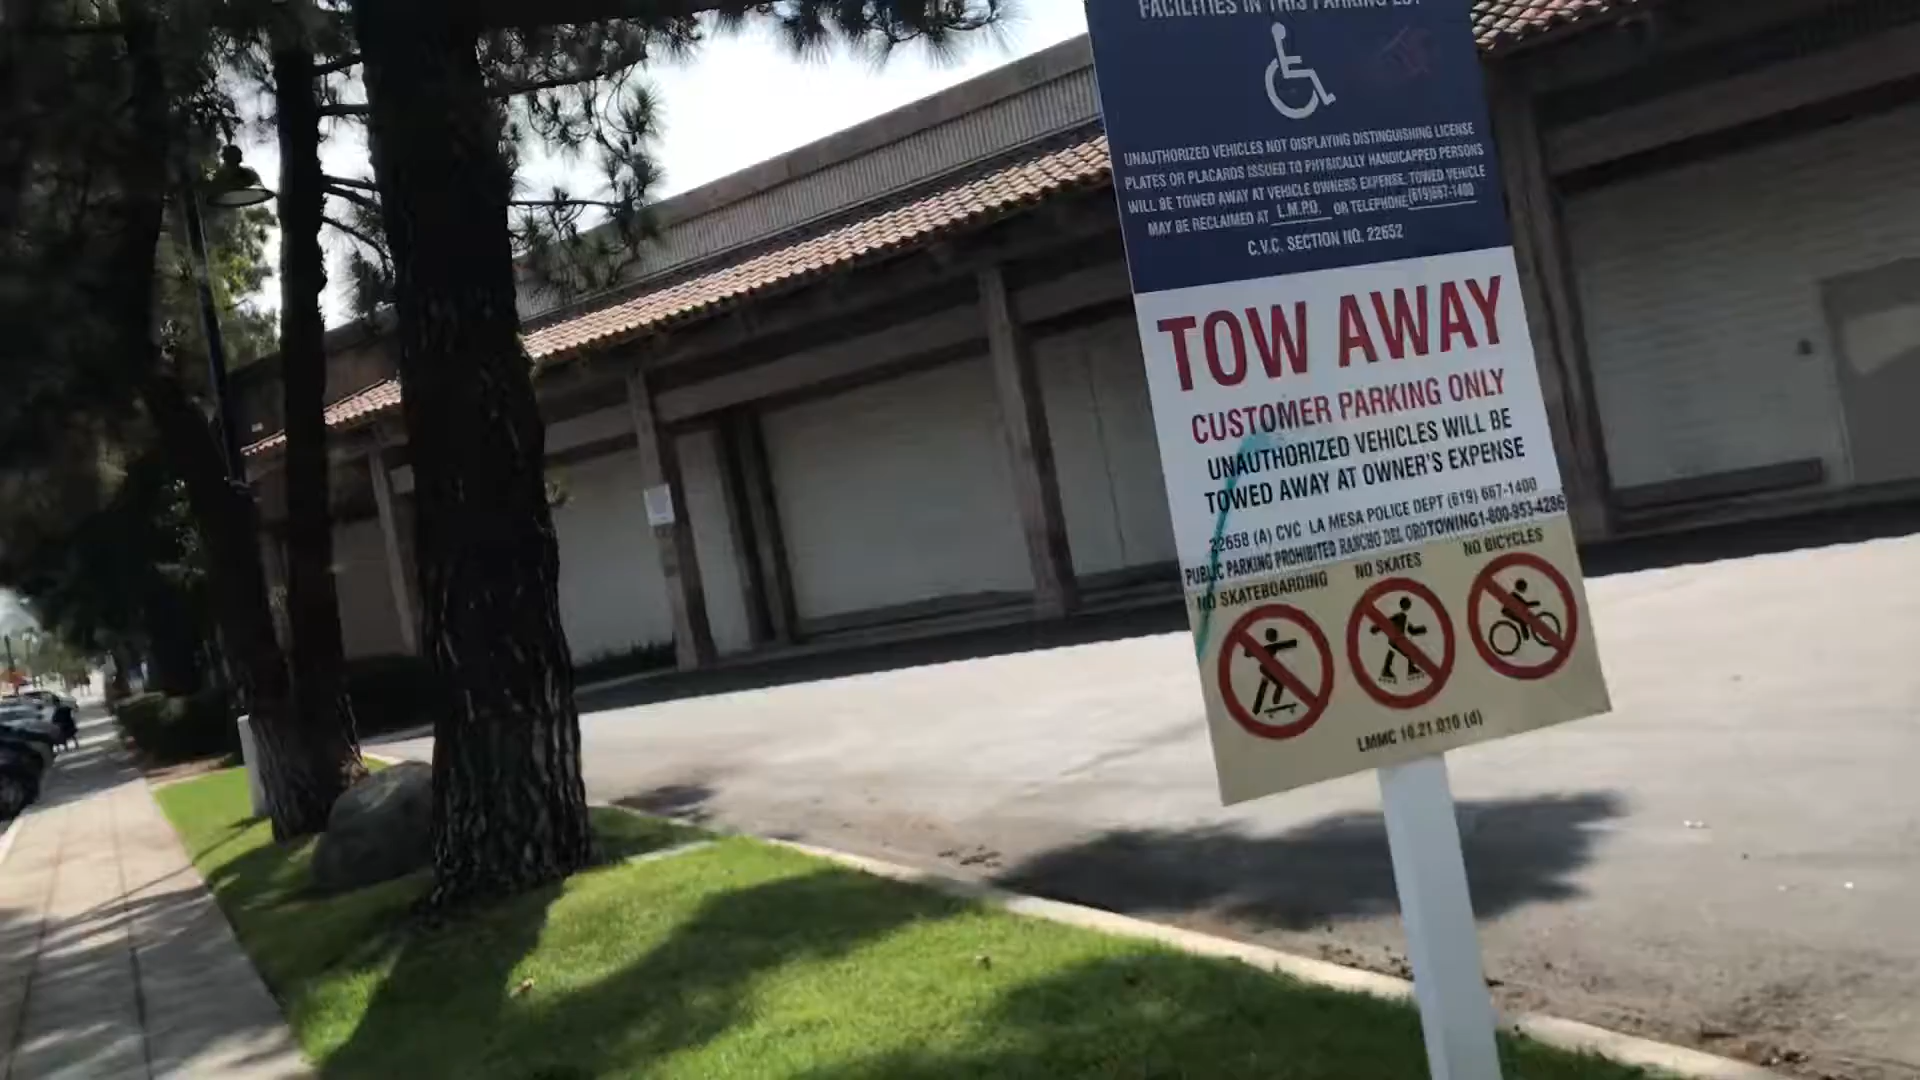 FACILITIES IN THIS PARKING LOT
UNAUTHORIZED VEHICLES NOT DISPLAYING DISTINGUISHING LICENSE
PLATES OR PLACARDS ISSUED TO PHYSICALLY HANDICAPPED PERSONS
WILL BE TOWED AWAY AT VEHICLE OWNERS EXPENSE. TOWED VEHICLE
MAY BE RECLAIMED AT L.M.P.D. OR TELEPHONE (619)667-1400
C.V.C. SECTION NO. 22652
TOW AWAY
CUSTOMER PARKING ONLY
UNAUTHORIZED VEHICLES WILL BE
TOWED AWAY AT OWNER'S EXPENSE
22658 (A) CVC LA MESA POLICE DEPT (619) 667-1400
PUBLIC PARKING PROHIBITED RANCHO DEL ORO TOWING 1-800-953-4286
NO SKATEBOARDING NO SKATES NO BICYCLES
LMMC 10.21.010 (d)